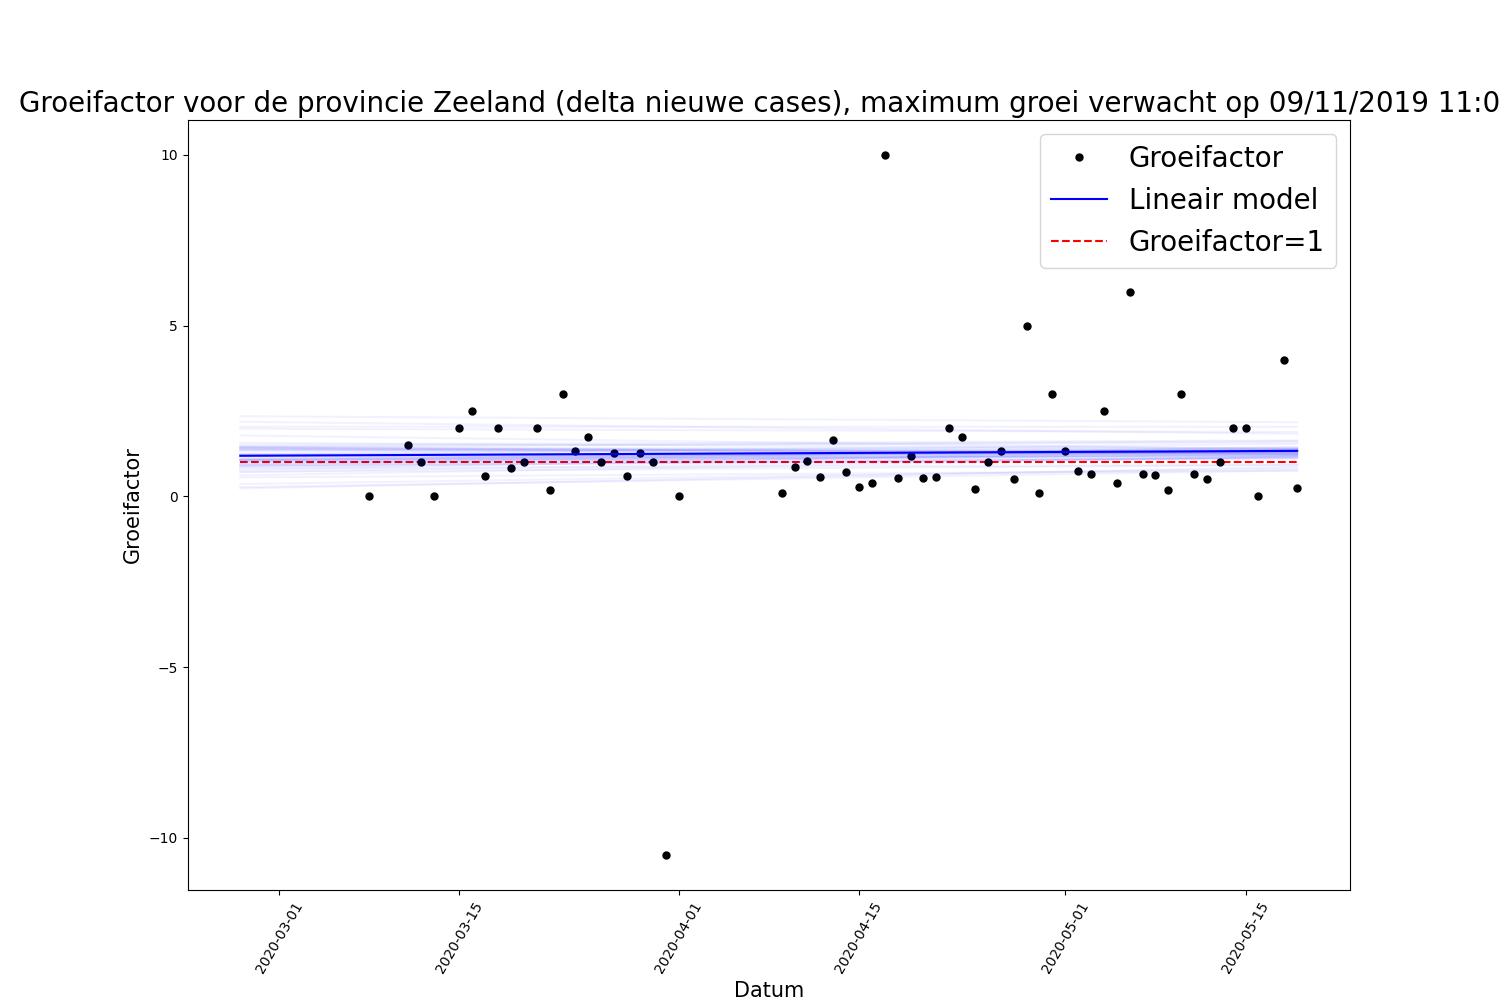 Groeifactor voor de provincie Zeeland (delta nieuwe cases), maximum groei verwacht op 09/11/2019 11:0
Groeifactor
Lineair model
Groeifactor=1
10
5
0
−5
−10
Groeifactor
2020-03-01
2020-03-15
2020-04-01
2020-04-15
2020-05-01
2020-05-15
Datum